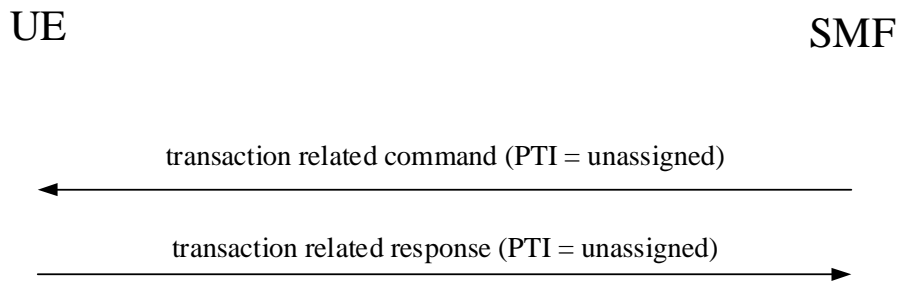 UE
SMF
transaction related command (PTI = unassigned)
transaction related response (PTI = unassigned)